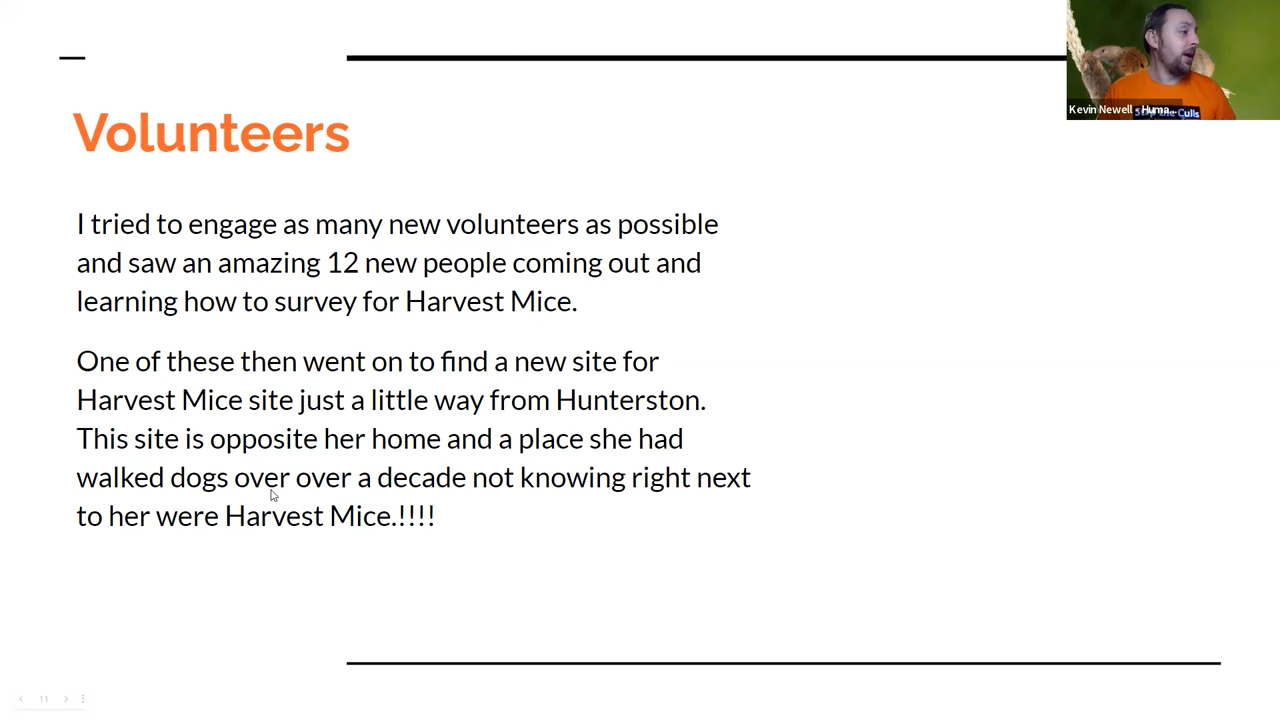 Volunteers
I tried to engage as many new volunteers as possible
and saw an amazing 12 new people coming out and
learning how to survey for Harvest Mice.
One of these then went on to find a new site for
Harvest Mice site just a little way from Hunterston.
This site is opposite her home and a place she had
walked dogs over over a decade not knowing right next
to her were Harvest Mice.!!!!
Kevin Newell - Huma...
Culls
11